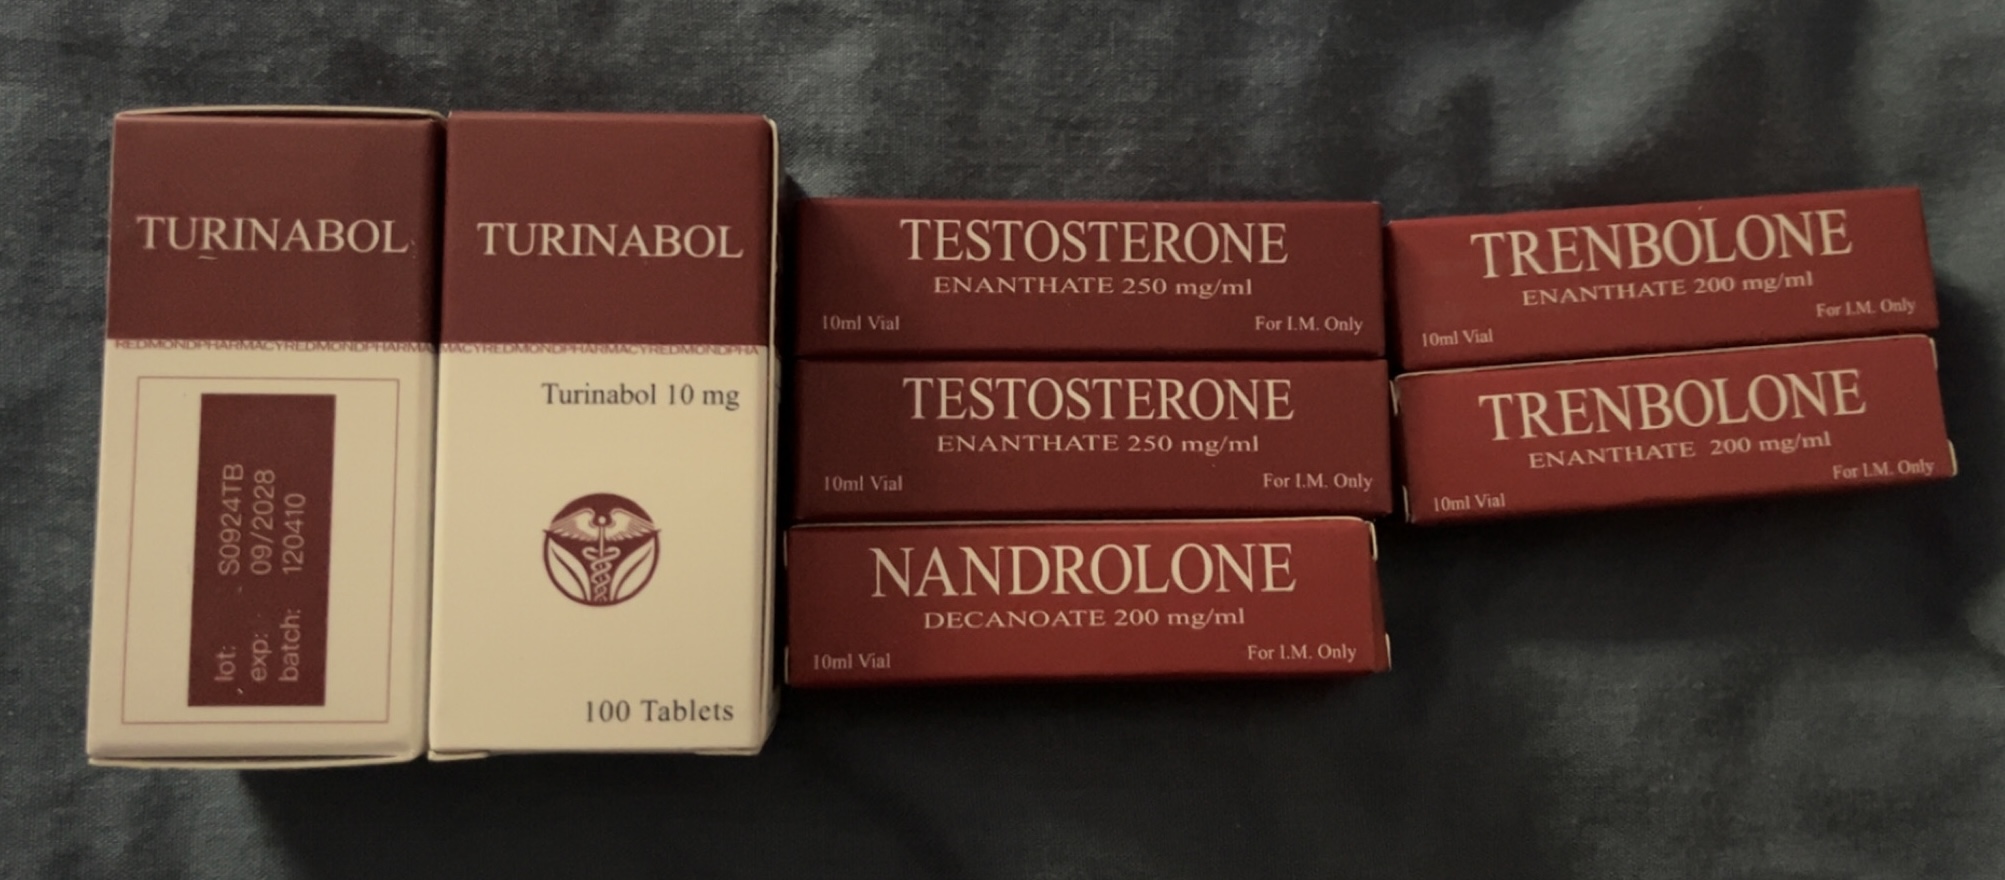 TURINABOL
REDMONDPHARMACYREDMONDPHARMA
lot: S0924TB
exp: 09/2028
batch: 120410
TURINABOL
MACYREDMONDPHARMACYREDMONDPHA
Turinabol 10 mg
100 Tablets
TESTOSTERONE
ENANTHATE 250 mg/ml
10ml Vial For I.M. Only
TESTOSTERONE
ENANTHATE 250 mg/ml
10ml Vial For I.M. Only
NANDROLONE
DECANOATE 200 mg/ml
10ml Vial For I.M. Only
TRENBOLONE
ENANTHATE 200 mg/ml
10ml Vial For I.M. Only
TRENBOLONE
ENANTHATE 200 mg/ml
10ml Vial For I.M. Only